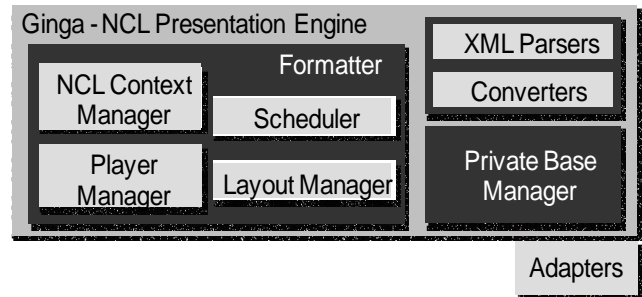 Ginga - NCL Presentation Engine
Formatter
NCL Context
Manager
Scheduler
Player
Manager
Layout Manager
XML Parsers
Converters
Private Base
Manager
Adapters